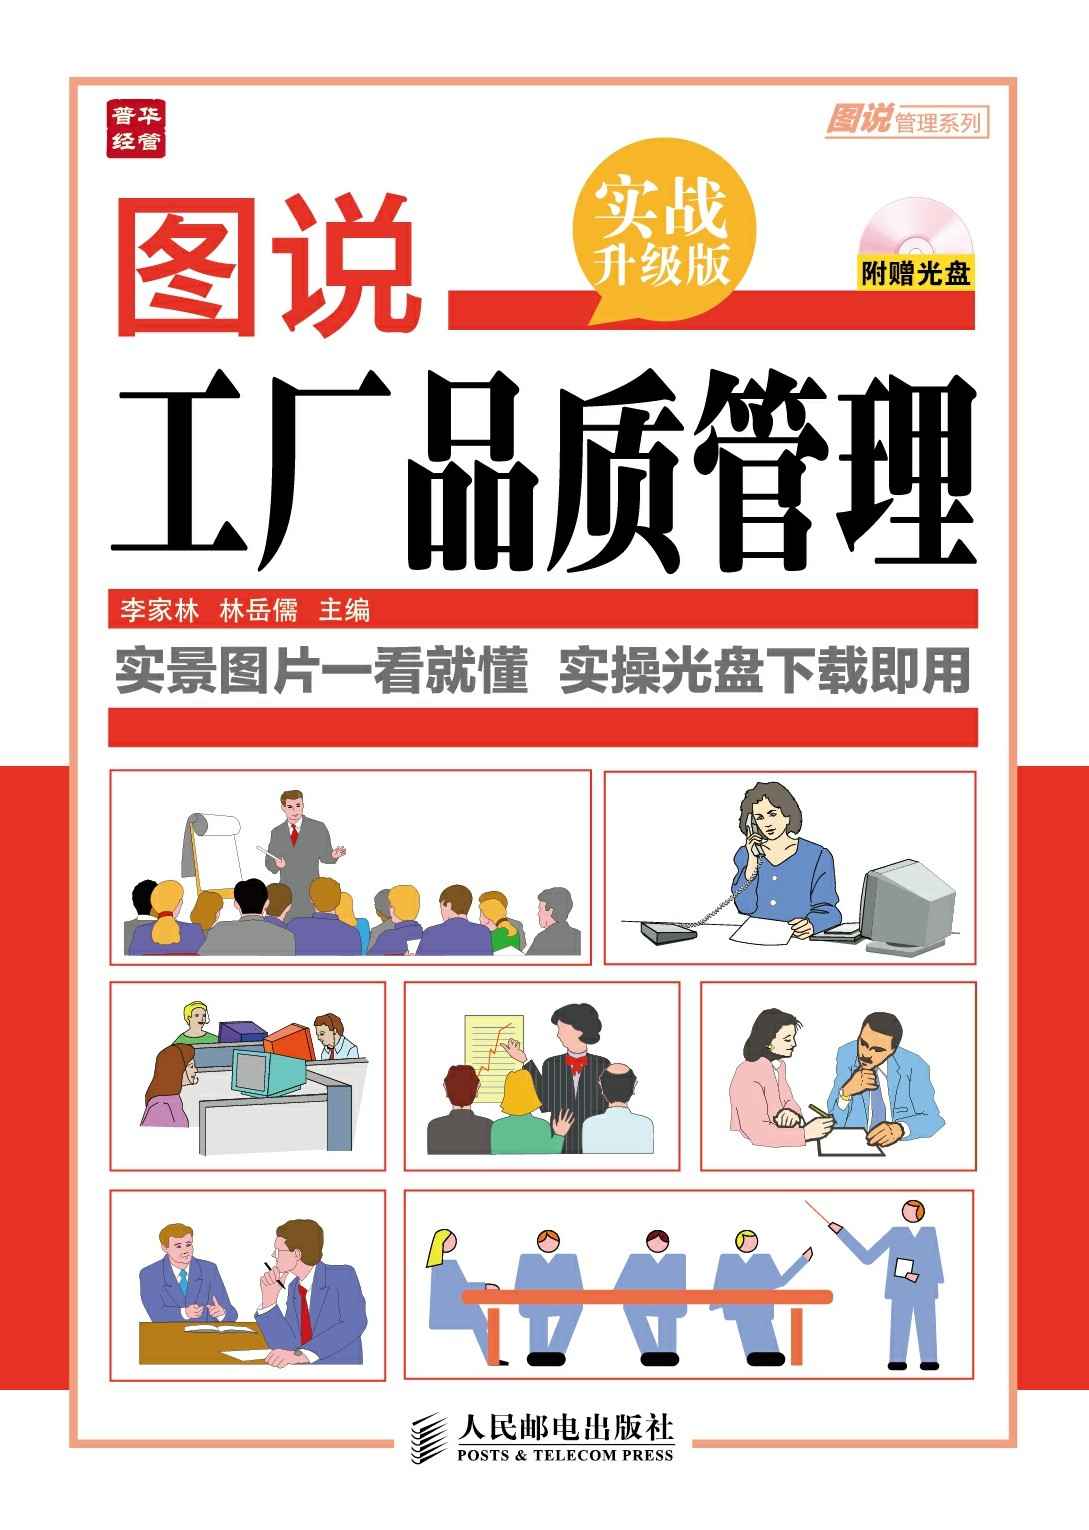 普华
经管
图说管理系列
图说
实战
升级版
附赠光盘
工厂品质管理
李家林 林岳儒 主编
实景图片一看就懂 实操光盘下载即用
人民邮电出版社
POSTS & TELECOM PRESS